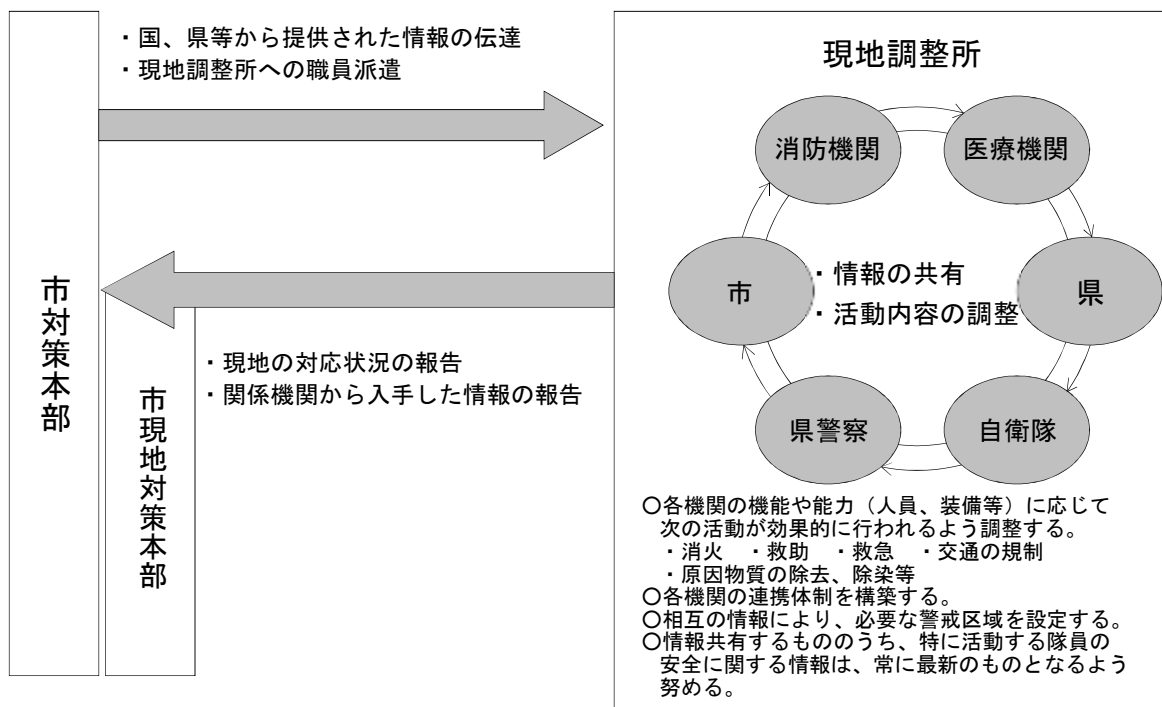 ・国、県等から提供された情報の伝達
・現地調整所への職員派遣
市対策本部
市現地対策本部
・現地の対応状況の報告
・関係機関から入手した情報の報告
現地調整所
消防機関
医療機関
市
・情報の共有
・活動内容の調整
県
県警察
自衛隊
〇各機関の機能や能力（人員、装備等）に応じて
次の活動が効果的に行われるよう調整する。
・消火 ・救助 ・救急 ・交通の規制
・原因物質の除去、除染等
〇各機関の連携体制を構築する。
〇相互の情報により、必要な警戒区域を設定する。
〇情報共有するもののうち、特に活動する隊員の
安全に関する情報は、常に最新のものとなるよう
努める。